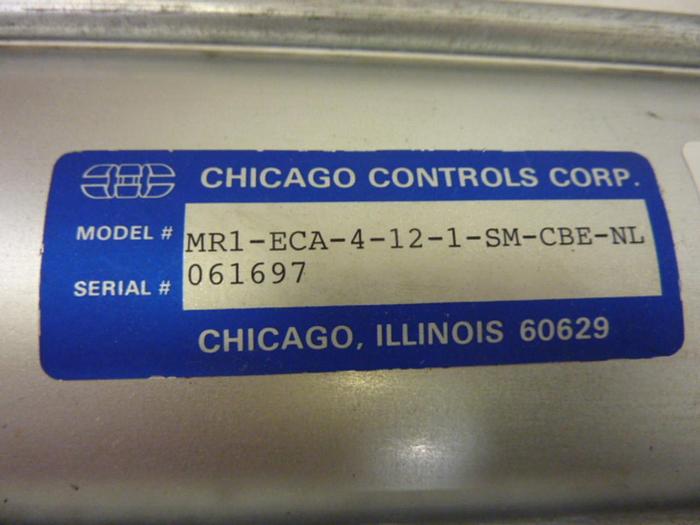 CHICAGO CONTROLS CORP.
MODEL # MR1-ECA-4-12-1-SM-CBE-NL
SERIAL # 061697
CHICAGO, ILLINOIS 60629